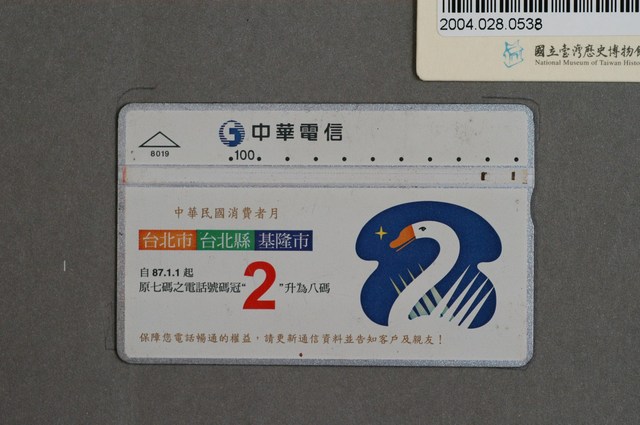 2004.028.0538
國立臺灣歷史博物館
National Museum of Taiwan Histo
中華電信
8019
100
中華民國消費者月
台北市 台北縣 基隆市
自 87.1.1 起
原七碼之電話號碼冠“2”升為八碼
保障您電話暢通的權益，請更新通信資料並告知客戶及親友！